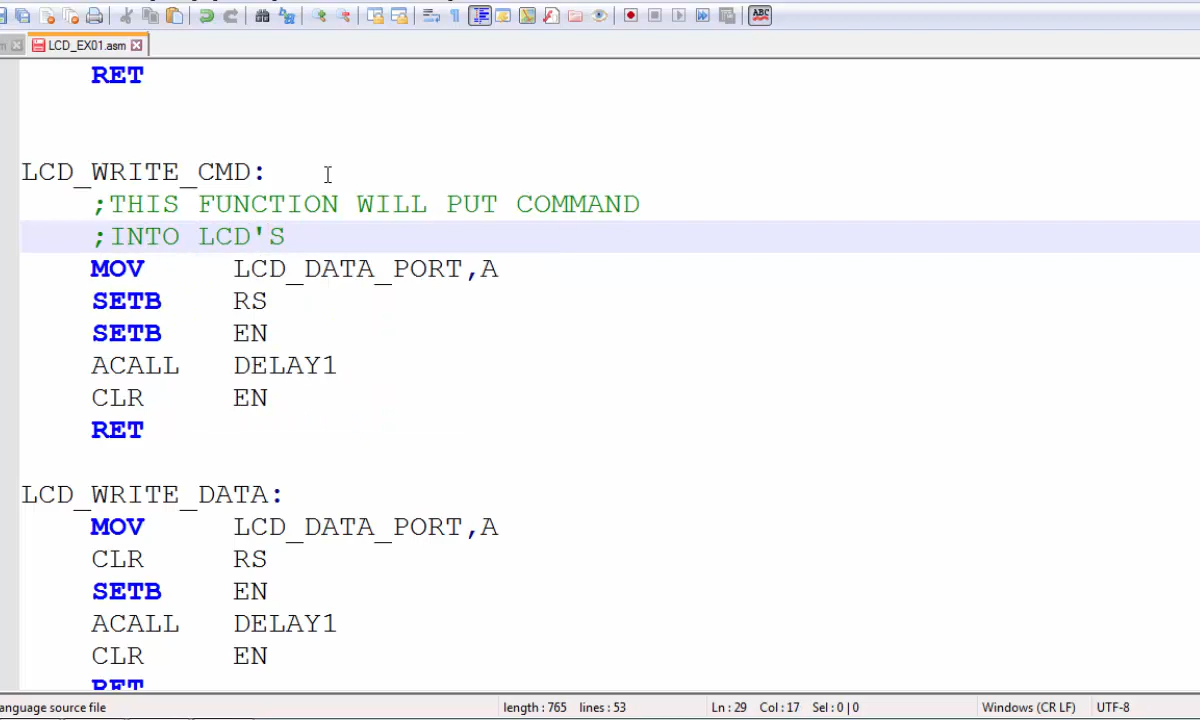 ABC
m
LCD_EX01.asm
RET
LCD_WRITE_CMD:
;THIS FUNCTION WILL PUT COMMAND
;INTO LCD'S
MOV LCD_DATA_PORT,A
SETB RS
SETB EN
ACALL DELAY1
CLR EN
RET
LCD_WRITE_DATA:
MOV LCD_DATA_PORT,A
CLR RS
SETB EN
ACALL DELAY1
CLR EN
RET
anguage source file length : 765 lines : 53 Ln : 29 Col : 17 Sel : 0 | 0 Windows (CR LF) UTF-8